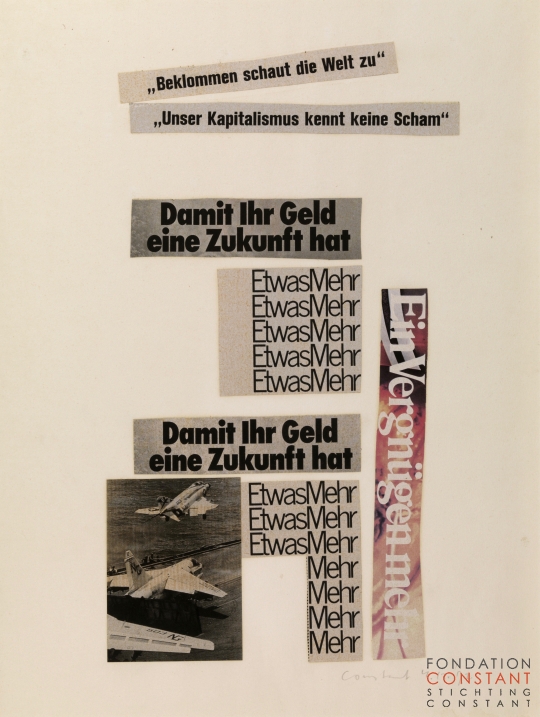 „Beklommen schaut die Welt zu“
„Unser Kapitalismus kennt keine Scham“
Damit Ihr Geld
eine Zukunft hat
EtwasMehr
EtwasMehr
EtwasMehr
EtwasMehr
EtwasMehr
Ein Vergnügen mehr
Damit Ihr Geld
eine Zukunft hat
EtwasMehr
EtwasMehr
EtwasMehr
Mehr
Mehr
Mehr
Mehr
Constant
FONDATION
CONSTANT
STICHTING
CONSTANT